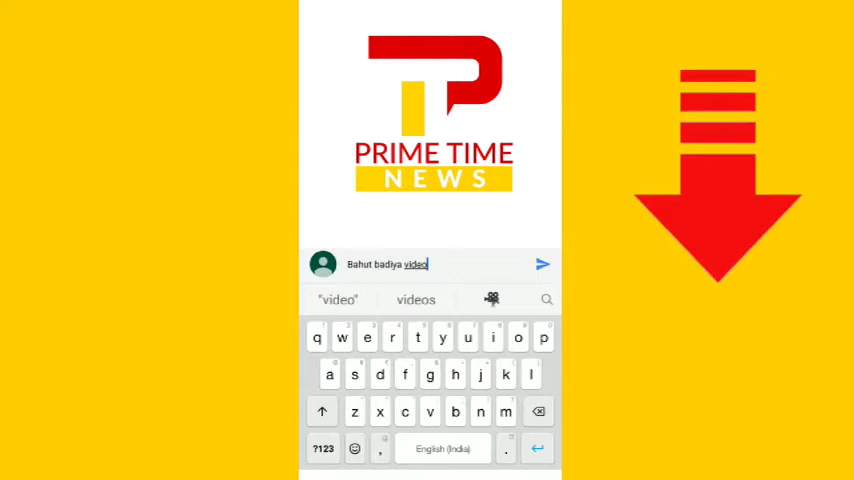 PRIME TIME
NEWS
Bahut badiya video
"video" videos
q w e r t y u i o p
a s d f g h j k l
z x c v b n m
?123 , English (India) .